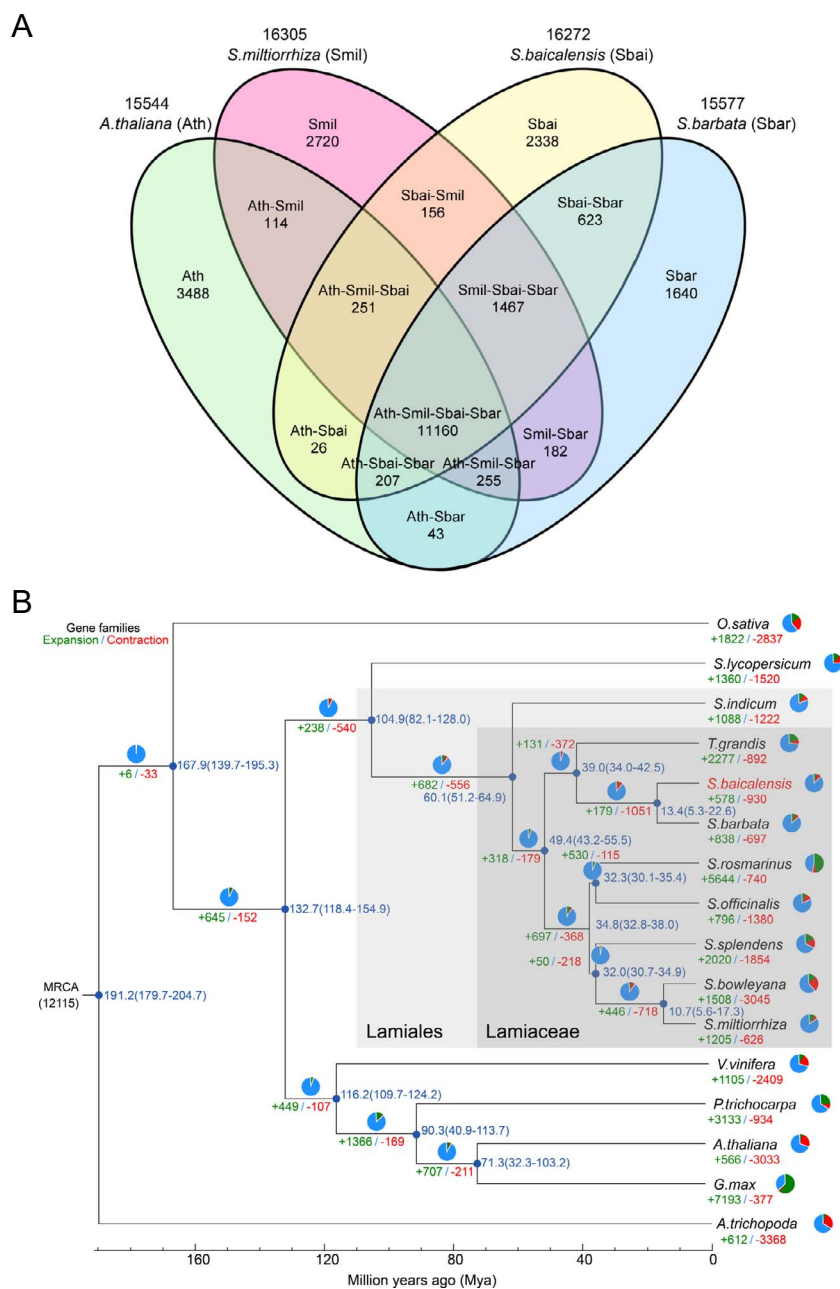 A
16305
S.miltiorrhiza (Smil)
16272
S.baicalensis (Sbai)
15544
A.thaliana (Ath)
15577
S.barbata (Sbar)
Smil
2720
Sbai
2338
Ath-Smil
114
Sbai-Smil
156
Sbai-Sbar
623
Ath
3488
Ath-Smil-Sbai
251
Smil-Sbai-Sbar
1467
Sbar
1640
Ath-Smil-Sbai-Sbar
11160
Ath-Sbai
26
Smil-Sbar
182
Ath-Sbai-Sbar
207
Ath-Smil-Sbar
255
Ath-Sbar
43
B
Gene families
Expansion / Contraction
O.sativa
+1822 / -2837
S.lycopersicum
+1360 / -1520
+238 / -540
104.9(82.1-128.0)
S.indicum
+1088 / -1222
+131 / -372
T.grandis
+2277 / -892
+6 / -33
167.9(139.7-195.3)
39.0(34.0-42.5)
+682 / -556
60.1(51.2-64.9)
S.baicalensis
+578 / -930
+179 / -1051
13.4(5.3-22.6)
S.barbata
+838 / -697
49.4(43.2-55.5)
+318 / -179
+530 / -115
S.rosmarinus
+5644 / -740
32.3(30.1-35.4)
S.officinalis
+796 / -1380
+645 / -152
132.7(118.4-154.9)
+697 / -368
34.8(32.8-38.0)
S.splendens
+2020 / -1854
+50 / -218
32.0(30.7-34.9)
MRCA
(12115)
191.2(179.7-204.7)
S.bowleyana
+1508 / -3045
+446 / -718
10.7(5.6-17.3)
S.miltiorrhiza
+1205 / -626
Lamiales
Lamiaceae
V.vinifera
+1105 / -2409
+449 / -107
116.2(109.7-124.2)
P.trichocarpa
+3133 / -934
+1366 / -169
90.3(40.9-113.7)
A.thaliana
+566 / -3033
+707 / -211
71.3(32.3-103.2)
G.max
+7193 / -377
A.trichopoda
+612 / -3368
160 120 80 40 0
Million years ago (Mya)